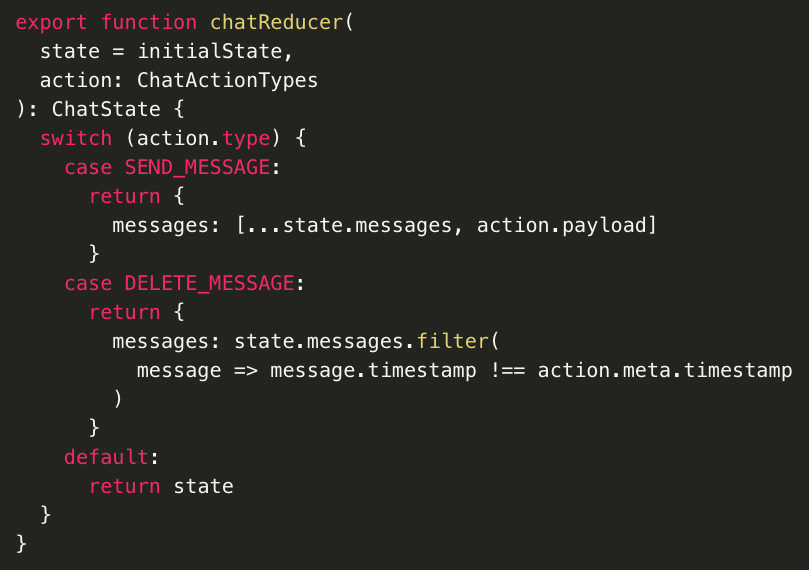 export function chatReducer(
  state = initialState,
  action: ChatActionTypes
): ChatState {
  switch (action.type) {
    case SEND_MESSAGE:
      return {
        messages: [...state.messages, action.payload]
      }
    case DELETE_MESSAGE:
      return {
        messages: state.messages.filter(
          message => message.timestamp !== action.meta.timestamp
        )
      }
    default:
      return state
  }
}